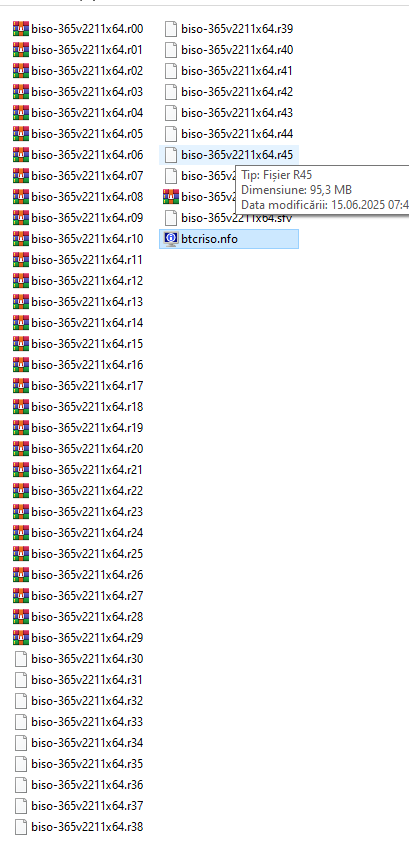 biso-365v2211x64.r00
biso-365v2211x64.r01
biso-365v2211x64.r02
biso-365v2211x64.r03
biso-365v2211x64.r04
biso-365v2211x64.r05
biso-365v2211x64.r06
biso-365v2211x64.r07
biso-365v2211x64.r08
biso-365v2211x64.r09
biso-365v2211x64.r10
biso-365v2211x64.r11
biso-365v2211x64.r12
biso-365v2211x64.r13
biso-365v2211x64.r14
biso-365v2211x64.r15
biso-365v2211x64.r16
biso-365v2211x64.r17
biso-365v2211x64.r18
biso-365v2211x64.r19
biso-365v2211x64.r20
biso-365v2211x64.r21
biso-365v2211x64.r22
biso-365v2211x64.r23
biso-365v2211x64.r24
biso-365v2211x64.r25
biso-365v2211x64.r26
biso-365v2211x64.r27
biso-365v2211x64.r28
biso-365v2211x64.r29
biso-365v2211x64.r30
biso-365v2211x64.r31
biso-365v2211x64.r32
biso-365v2211x64.r33
biso-365v2211x64.r34
biso-365v2211x64.r35
biso-365v2211x64.r36
biso-365v2211x64.r37
biso-365v2211x64.r38
biso-365v2211x64.r39
biso-365v2211x64.r40
biso-365v2211x64.r41
biso-365v2211x64.r42
biso-365v2211x64.r43
biso-365v2211x64.r44
biso-365v2211x64.r45
biso-365v2
biso-365v2
biso-365v2211x64.sfv
btcriso.nfo
Tip: Fișier R45
Dimensiune: 95,3 MB
Data modificării: 15.06.2025 07:4